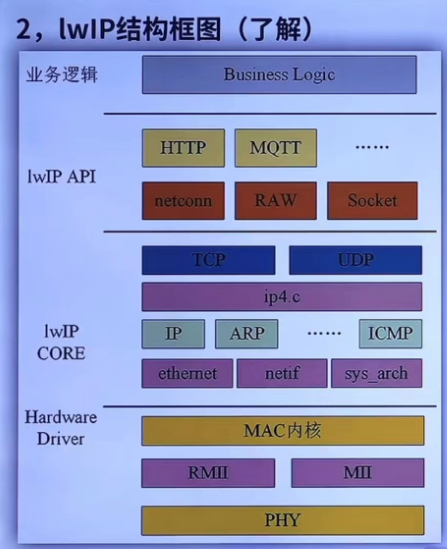 2，lwIP结构框图（了解）
业务逻辑
Business Logic
HTTP MQTT ……
lwIP API
netconn RAW Socket
TCP UDP
ip4.c
lwIP
CORE
IP ARP …… ICMP
ethernet netif sys_arch
Hardware
Driver
MAC内核
RMII MII
PHY